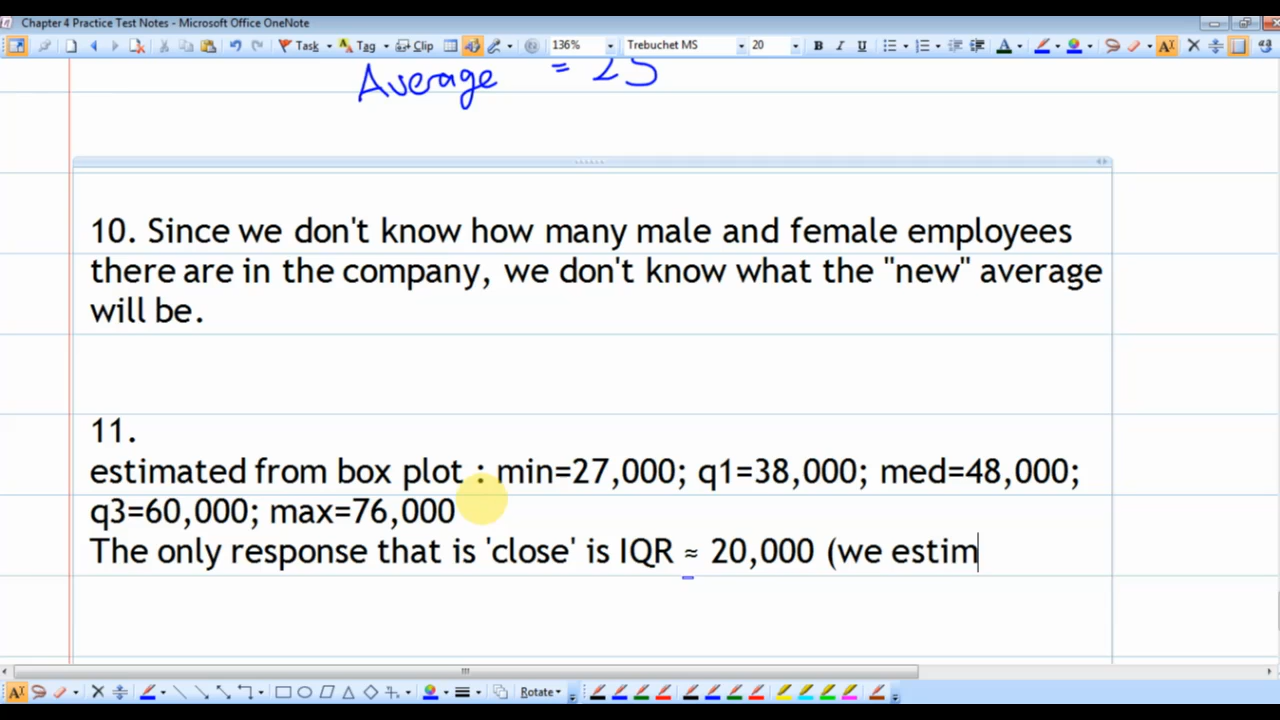 Chapter 4 Practice Test Notes - Microsoft Office OneNote
Task Tag Clip 136% Trebuchet MS 20 B I U A
Average = 25
10. Since we don't know how many male and female employees
there are in the company, we don't know what the "new" average
will be.
11.
estimated from box plot : min=27,000; q1=38,000; med=48,000;
q3=60,000; max=76,000
The only response that is 'close' is IQR ≈ 20,000 (we estim
Rotate